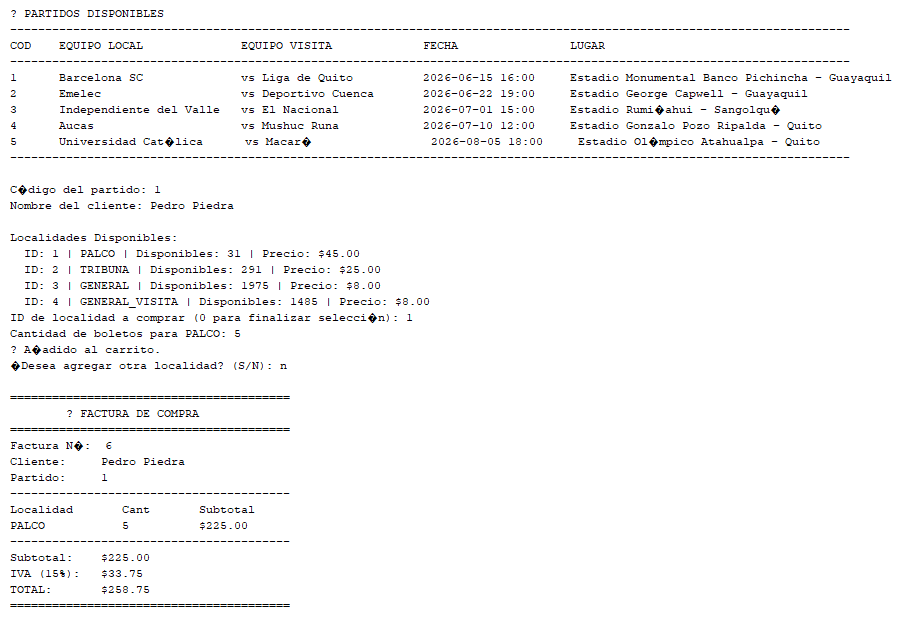 ? PARTIDOS DISPONIBLES
------------------------------------------------------------------------------------------------------------------------
COD    EQUIPO LOCAL              EQUIPO VISITA             FECHA                LUGAR
------------------------------------------------------------------------------------------------------------------------
1      Barcelona SC              vs Liga de Quito          2026-06-15 16:00     Estadio Monumental Banco Pichincha - Guayaquil
2      Emelec                    vs Deportivo Cuenca       2026-06-22 19:00     Estadio George Capwell - Guayaquil
3      Independiente del Valle   vs El Nacional            2026-07-01 15:00     Estadio Rumi�ahui - Sangolqu�
4      Aucas                     vs Mushuc Runa            2026-07-10 12:00     Estadio Gonzalo Pozo Ripalda - Quito
5      Universidad Cat�lica      vs Macar�                 2026-08-05 18:00     Estadio Ol�mpico Atahualpa - Quito
------------------------------------------------------------------------------------------------------------------------
C�digo del partido: 1
Nombre del cliente: Pedro Piedra
Localidades Disponibles:
  ID: 1 | PALCO | Disponibles: 31 | Precio: $45.00
  ID: 2 | TRIBUNA | Disponibles: 291 | Precio: $25.00
  ID: 3 | GENERAL | Disponibles: 1975 | Precio: $8.00
  ID: 4 | GENERAL_VISITA | Disponibles: 1485 | Precio: $8.00
ID de localidad a comprar (0 para finalizar selecci�n): 1
Cantidad de boletos para PALCO: 5
? A�adido al carrito.
�Desea agregar otra localidad? (S/N): n
========================================
        ? FACTURA DE COMPRA
========================================
Factura N�:  6
Cliente:     Pedro Piedra
Partido:     1
----------------------------------------
Localidad       Cant       Subtotal
PALCO           5          $225.00
----------------------------------------
Subtotal:    $225.00
IVA (15%):   $33.75
TOTAL:       $258.75
========================================